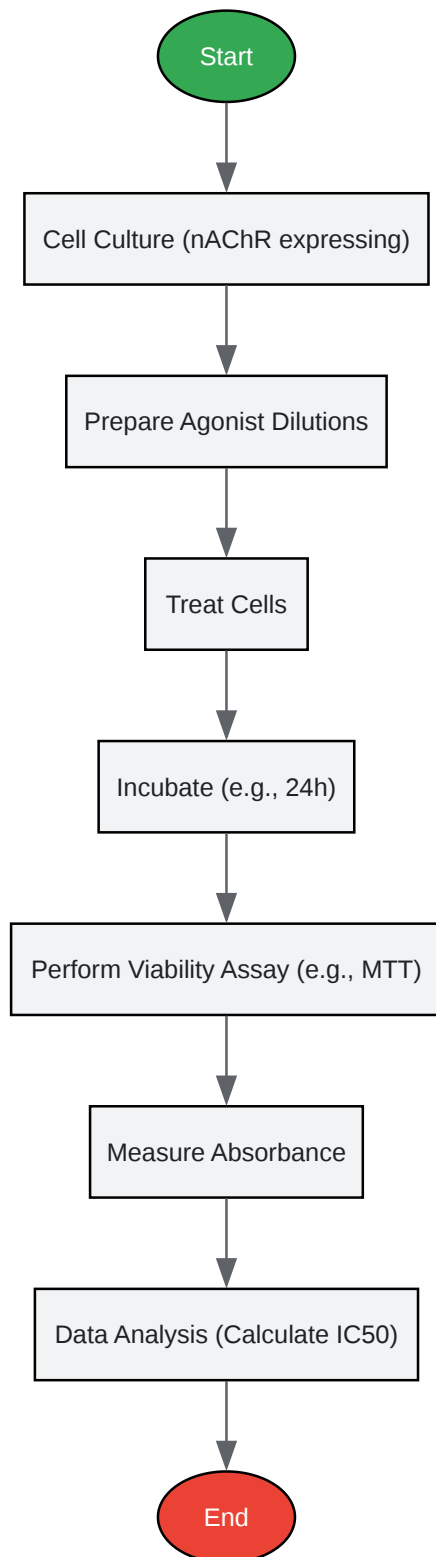 Start
Cell Culture (nAChR expressing)
Prepare Agonist Dilutions
Treat Cells
Incubate (e.g., 24h)
Perform Viability Assay (e.g., MTT)
Measure Absorbance
Data Analysis (Calculate IC50)
End